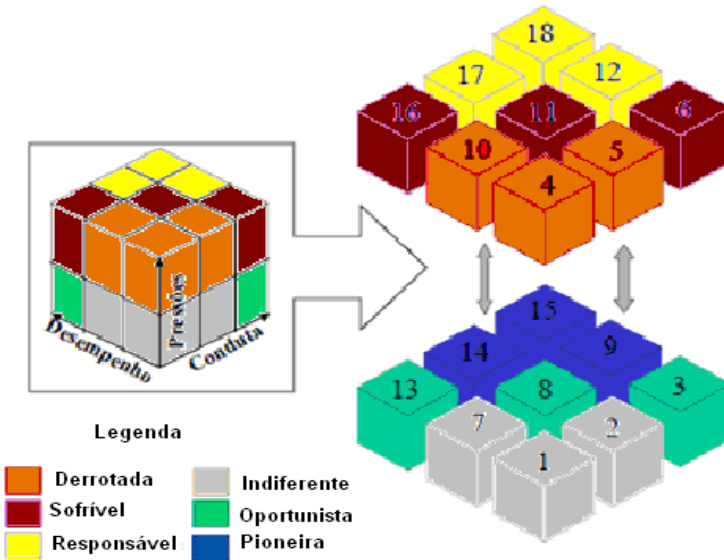 18
17
12
16
11
6
10
5
4
Pressões
Desempenho
Conduta
15
14
9
13
8
3
7
2
1
Legenda
Derrotada
Indiferente
Sofrível
Oportunista
Responsável
Pioneira